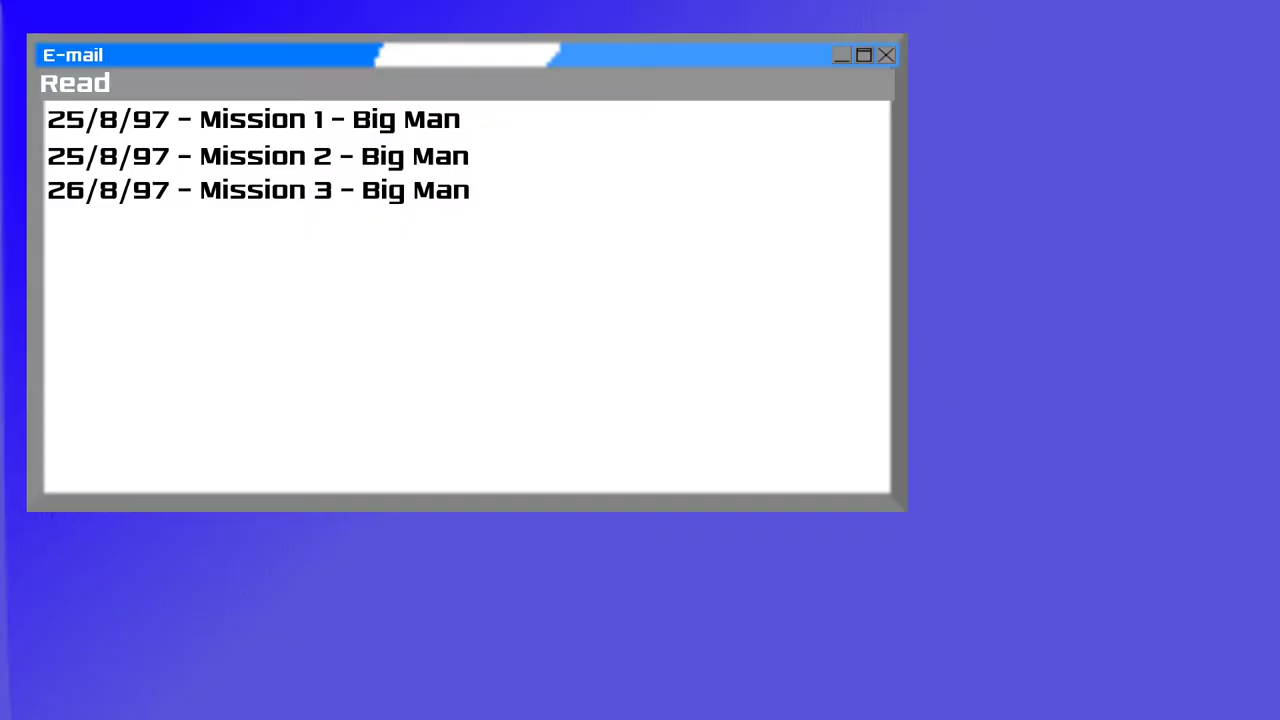 E-mail
Read
25/8/97 - Mission 1 - Big Man
25/8/97 - Mission 2 - Big Man
26/8/97 - Mission 3 - Big Man